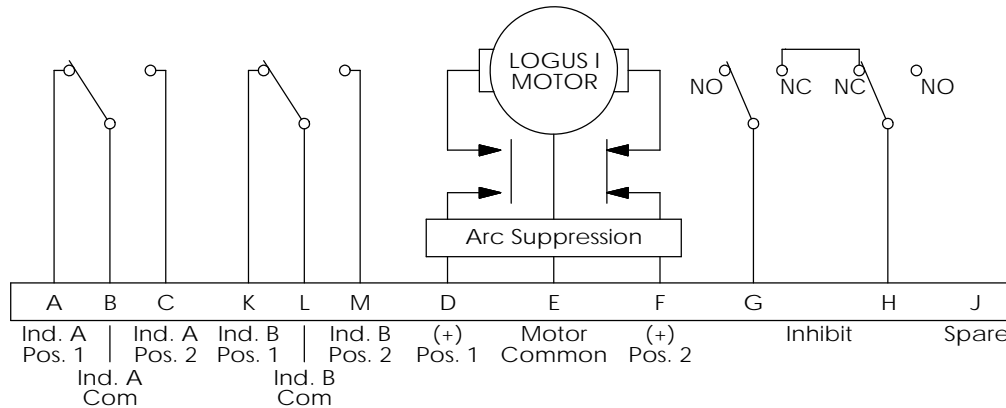 LOGUS I
MOTOR
NO NC NC NO
Arc Suppression
A B C K L M D E F G H J
Ind. A
Pos. 1
Ind. A
Com
Ind. A
Pos. 2
Ind. B
Pos. 1
Ind. B
Com
Ind. B
Pos. 2
(+)
Pos. 1
Motor
Common
(+)
Pos. 2
Inhibit
Spare